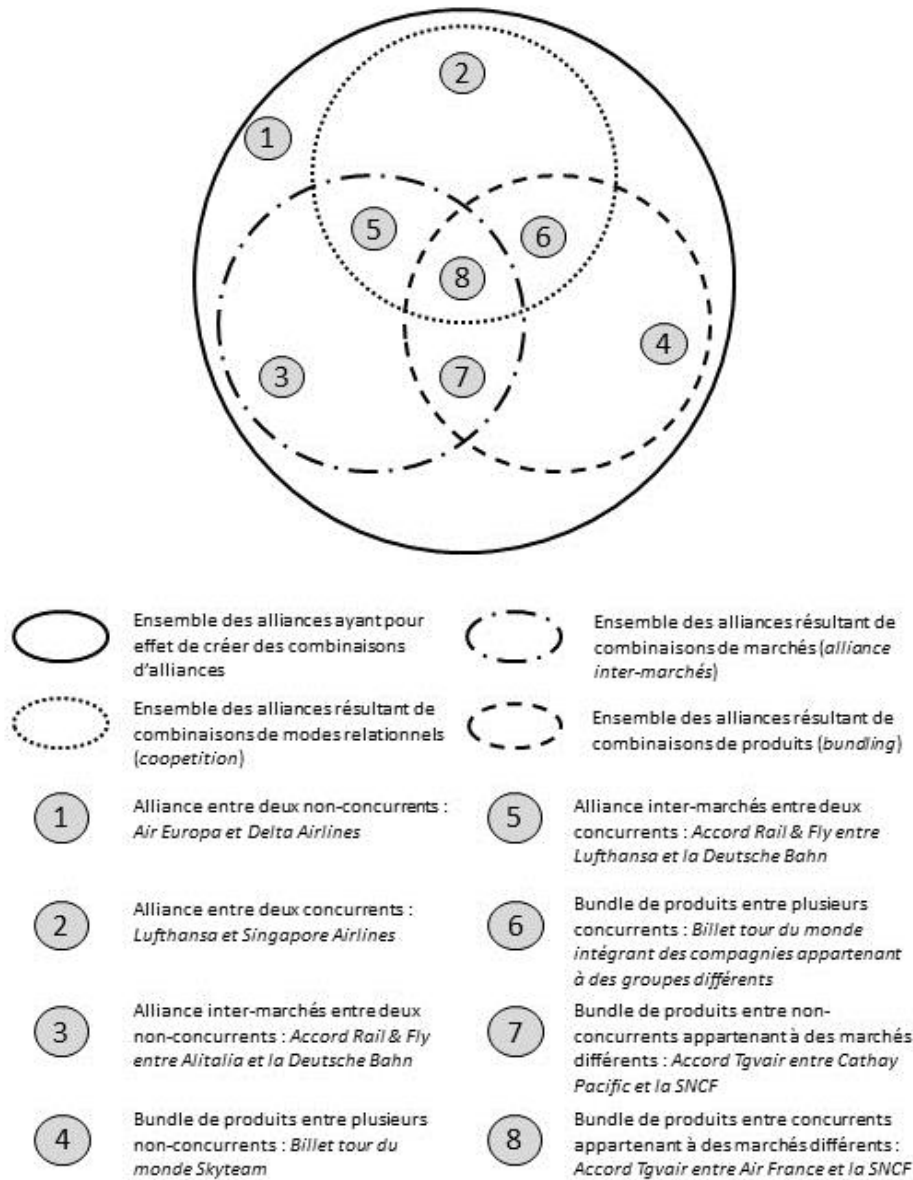 2
1
5
6
8
3
4
7
Ensemble des alliances ayant pour
effet de créer des combinaisons
d'alliances
Ensemble des alliances résultant de
combinaisons de marchés (alliance
inter-marchés)
Ensemble des alliances résultant de
combinaisons de modes relationnels
(coopetition)
Ensemble des alliances résultant de
combinaisons de produits (bundling)
1
Alliance entre deux non-concurrents :
Air Europa et Delta Airlines
5
Alliance inter-marchés entre deux
concurrents : Accord Rail & Fly entre
Lufthansa et la Deutsche Bahn
2
Alliance entre deux concurrents :
Lufthansa et Singapore Airlines
6
Bundle de produits entre plusieurs
concurrents : Billet tour du monde
intégrant des compagnies appartenant
à des groupes différents
3
Alliance inter-marchés entre deux
non-concurrents : Accord Rail & Fly
entre Alitalia et la Deutsche Bahn
7
Bundle de produits entre non-
concurrents appartenant à des marchés
différents : Accord Tgvair entre Cathay
Pacific et la SNCF
4
Bundle de produits entre plusieurs
non-concurrents : Billet tour du
monde Skyteam
8
Bundle de produits entre concurrents
appartenant à des marchés différents :
Accord Tgvair entre Air France et la SNCF